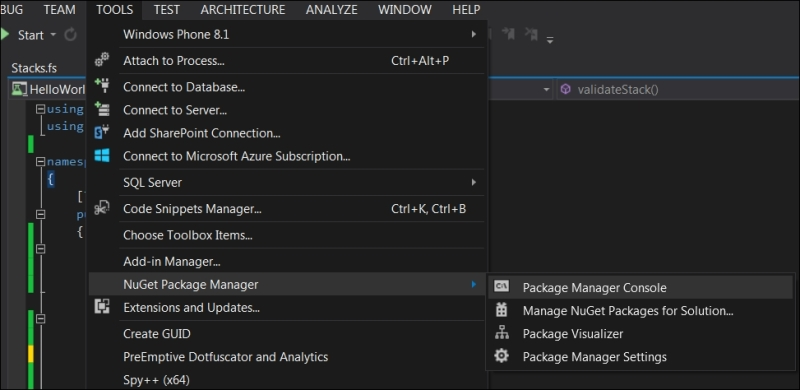 BUG TEAM TOOLS TEST ARCHITECTURE ANALYZE WINDOW HELP
Start
Windows Phone 8.1
Attach to Process... Ctrl+Alt+P
Stacks.fs
Connect to Database...
HelloWorl validateStack()
using
Connect to Server...
using
Add SharePoint Connection...
Connect to Microsoft Azure Subscription...
namesp
{
SQL Server
[
Code Snippets Manager... Ctrl+K, Ctrl+B
pu
{
Choose Toolbox Items...
Add-in Manager...
NuGet Package Manager
Package Manager Console
Extensions and Updates...
Manage NuGet Packages for Solution...
Create GUID
Package Visualizer
PreEmptive Dotfuscator and Analytics
Package Manager Settings
Spy++ (x64)